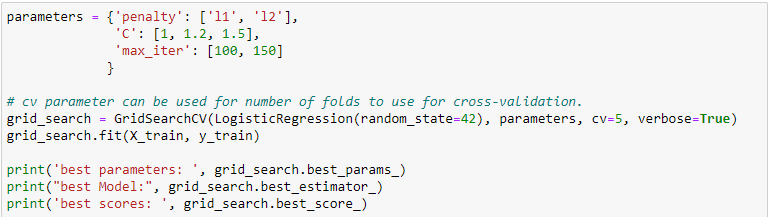 parameters = {'penalty': ['l1', 'l2'],
              'C': [1, 1.2, 1.5],
              'max_iter': [100, 150]
             }
# cv parameter can be used for number of folds to use for cross-validation.
grid_search = GridSearchCV(LogisticRegression(random_state=42), parameters, cv=5, verbose=True)
grid_search.fit(X_train, y_train)
print('best parameters: ', grid_search.best_params_)
print("best Model:", grid_search.best_estimator_)
print('best scores: ', grid_search.best_score_)